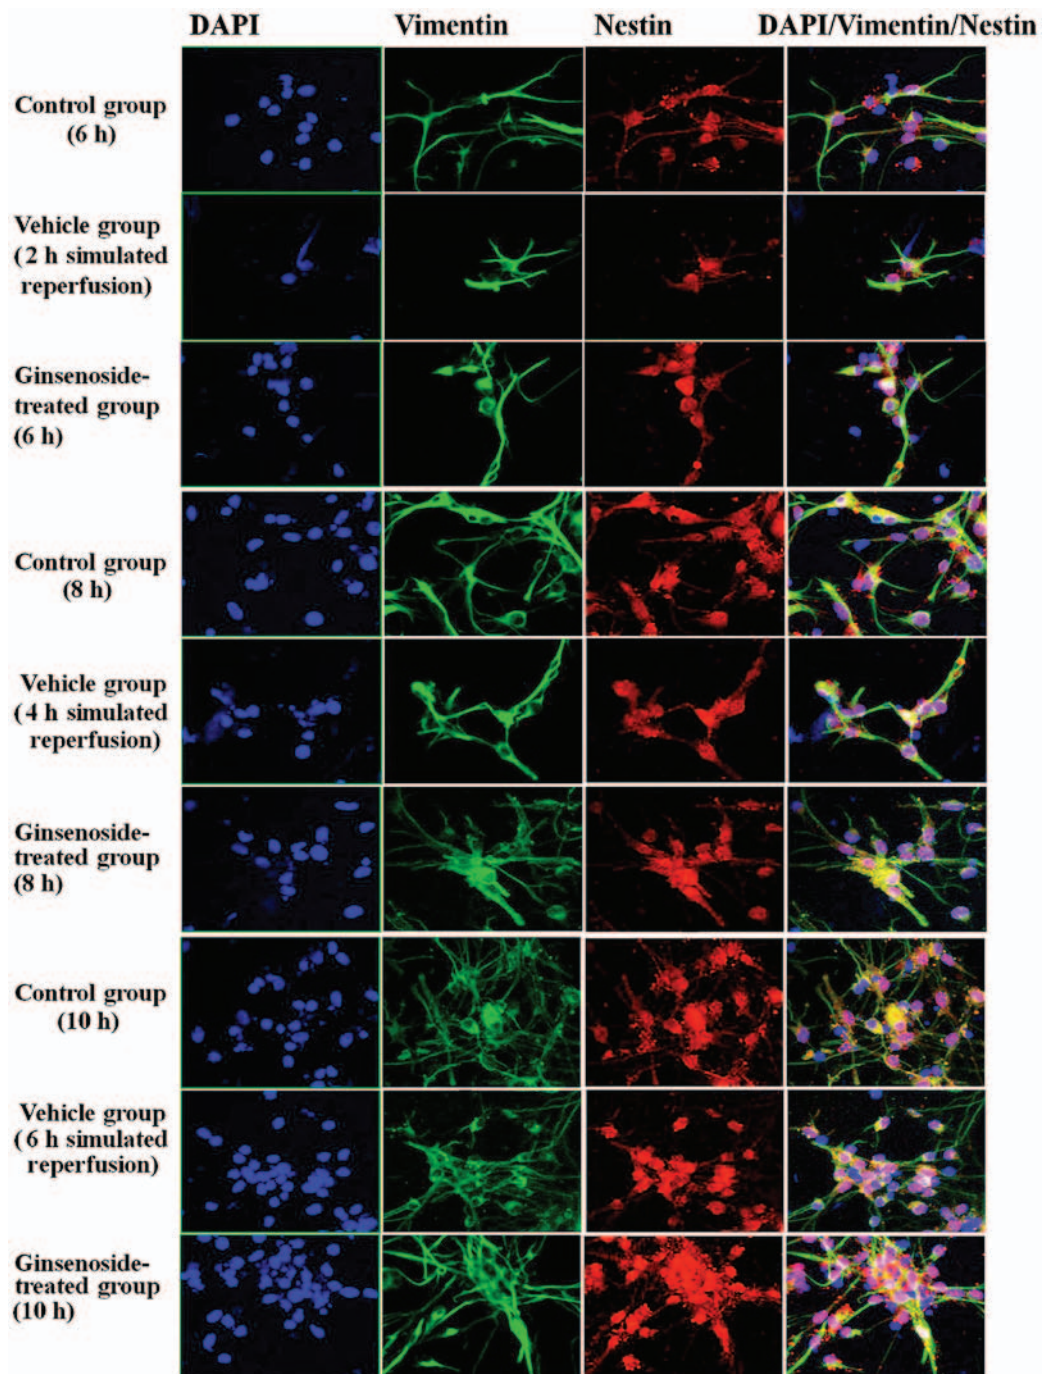 DAPI Vimentin Nestin DAPI/Vimentin/Nestin
Control group
(6 h)
Vehicle group
(2 h simulated
reperfusion)
Ginsenoside-
treated group
(6 h)
Control group
(8 h)
Vehicle group
(4 h simulated
reperfusion)
Ginsenoside-
treated group
(8 h)
Control group
(10 h)
Vehicle group
(6 h simulated
reperfusion)
Ginsenoside-
treated group
(10 h)